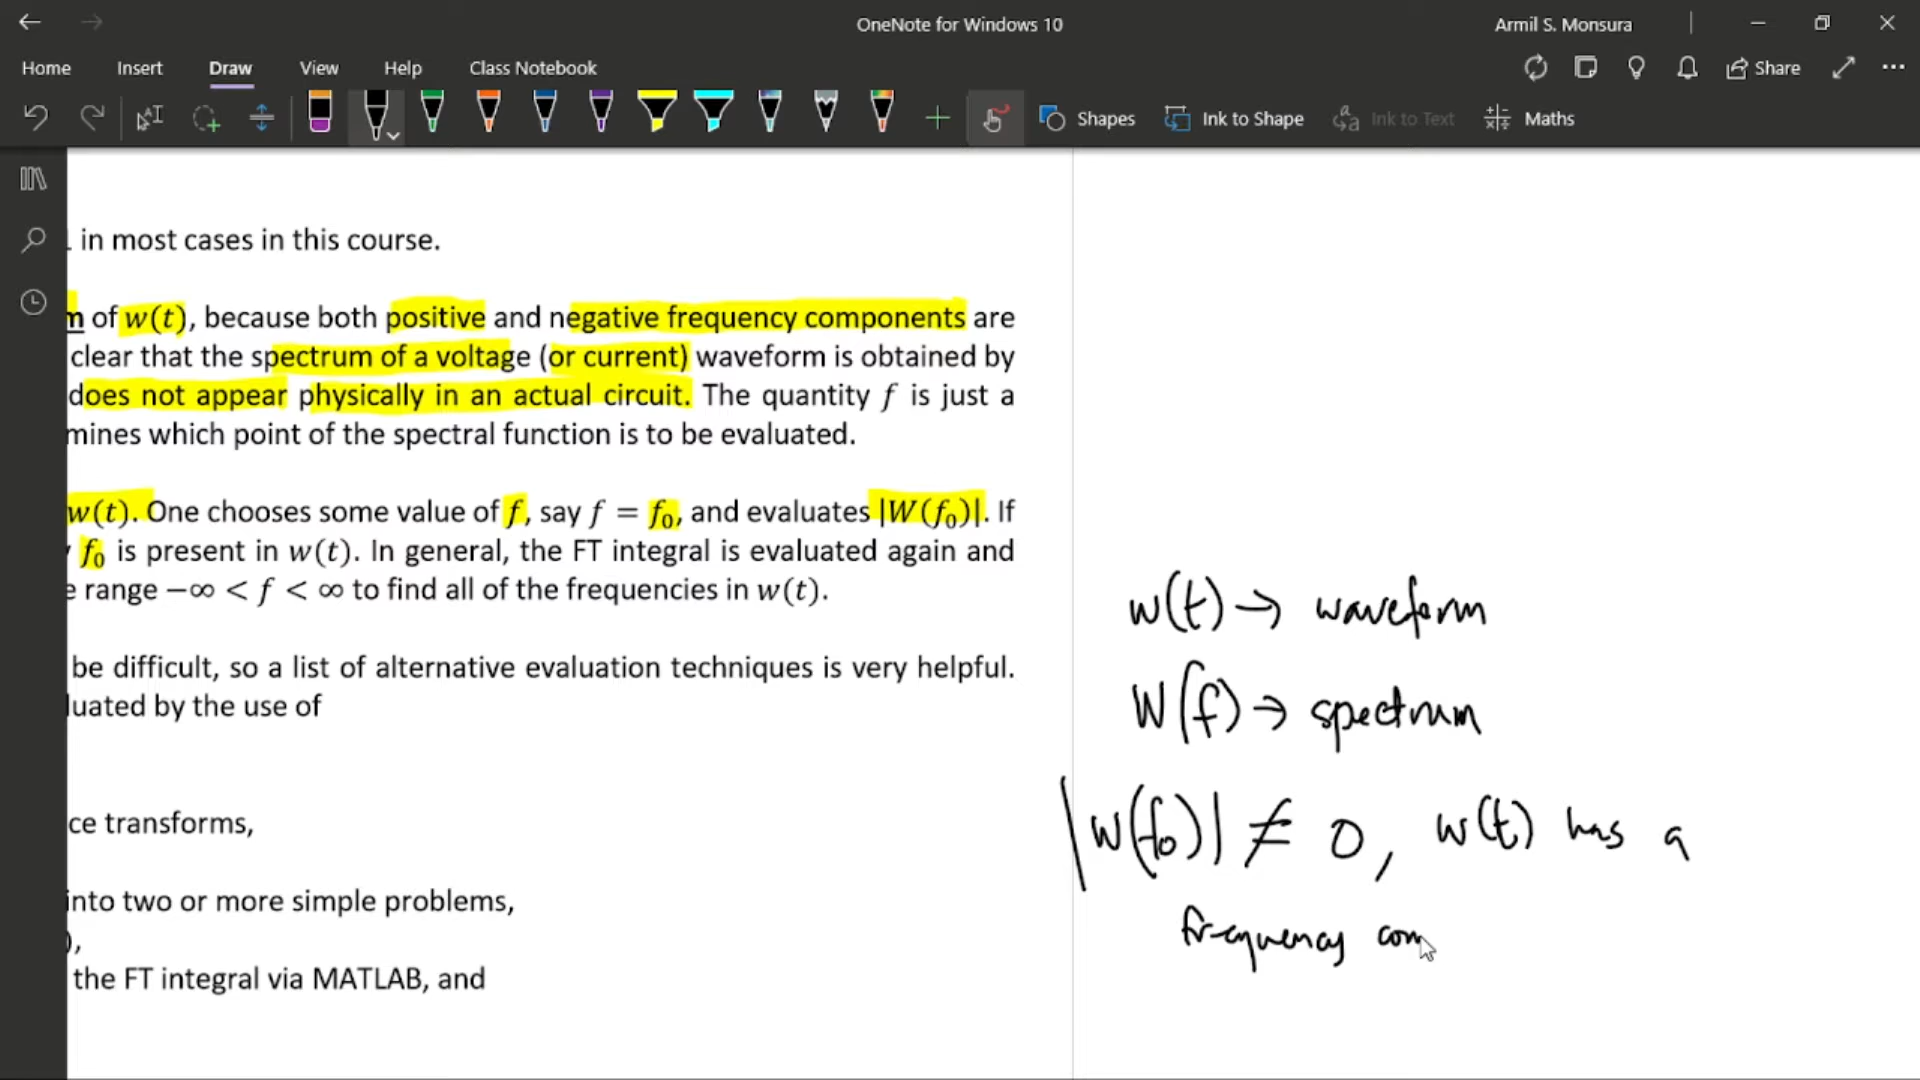 OneNote for Windows 10
Armil S. Monsura
Home Insert Draw View Help Class Notebook
Share
Shapes Ink to Shape Ink to Text Maths
in most cases in this course.
m of w(t), because both positive and negative frequency components are
clear that the spectrum of a voltage (or current) waveform is obtained by
does not appear physically in an actual circuit. The quantity f is just a
mines which point of the spectral function is to be evaluated.
w(t). One chooses some value of f, say f = f₀, and evaluates |W(f₀)|. If
f₀ is present in w(t). In general, the FT integral is evaluated again and
e range −∞ < f < ∞ to find all of the frequencies in w(t).
be difficult, so a list of alternative evaluation techniques is very helpful.
luated by the use of
ce transforms,
into two or more simple problems,
),
the FT integral via MATLAB, and
w(t) → waveform
W(f) → spectrum
|W(f₀)| ≠ 0, w(t) has a
frequency com